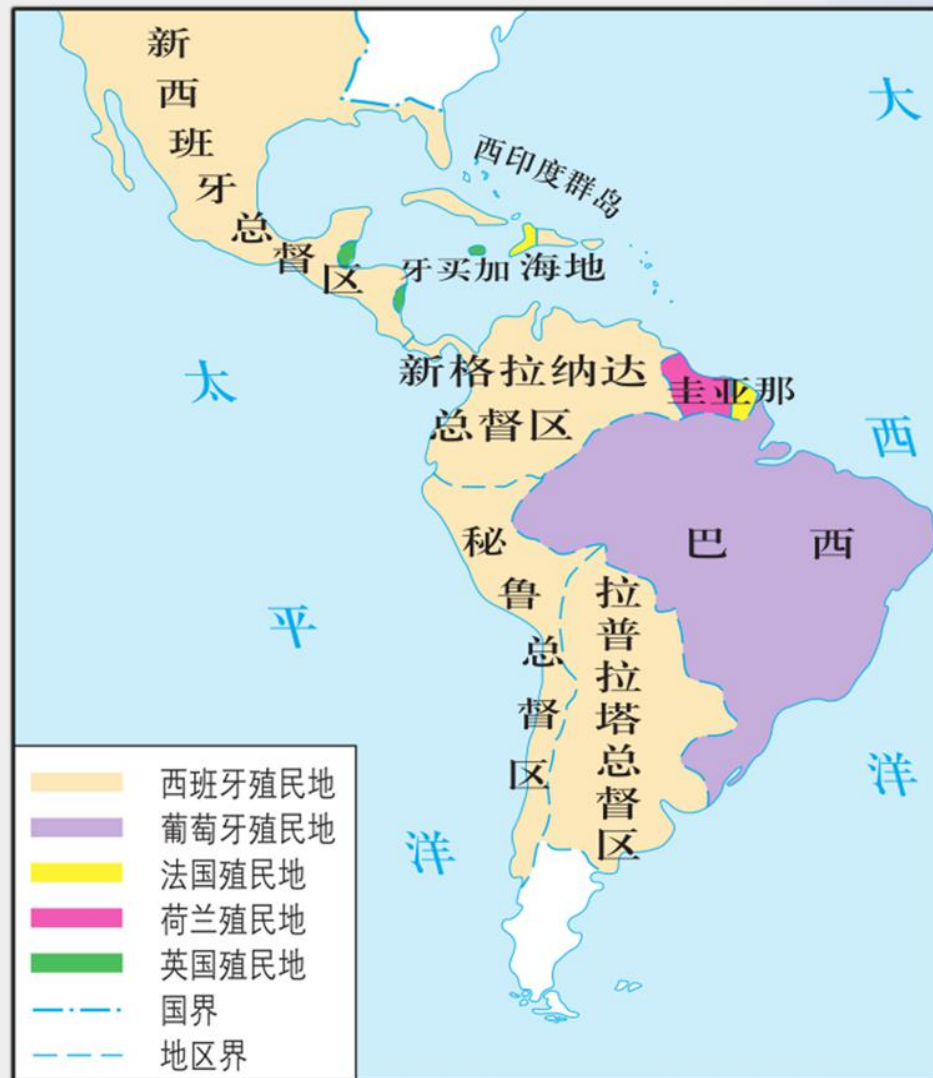 新西班牙总督区
大西洋
西印度群岛
牙买加
海地
太平洋
新格拉纳达
总督区
圭亚那
巴西
秘鲁总督区
拉普拉塔总督区
西班牙殖民地
葡萄牙殖民地
法国殖民地
荷兰殖民地
英国殖民地
国界
地区界